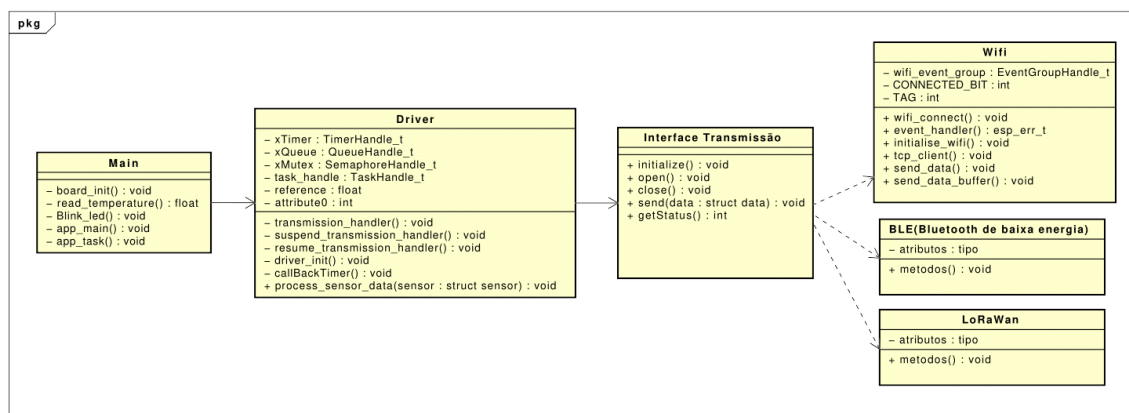 pkg
Main
– board_init() : void
– read_temperature() : float
– Blink_led() : void
– app_main() : void
– app_task() : void
Driver
– xTimer : TimerHandle_t
– xQueue : QueueHandle_t
– xMutex : SemaphoreHandle_t
– task_handle : TaskHandle_t
– reference : float
– attribute0 : int
– transmission_handler() : void
– suspend_transmission_handler() : void
– resume_transmission_handler() : void
– driver_init() : void
– callBackTimer() : void
+ process_sensor_data(sensor : struct sensor) : void
Interface Transmissão
+ initialize() : void
+ open() : void
+ close() : void
+ send(data : struct data) : void
+ getStatus() : int
Wifi
– wifi_event_group : EventGroupHandle_t
– CONNECTED_BIT : int
– TAG : int
+ wifi_connect() : void
+ event_handler() : esp_err_t
+ initialise_wifi() : void
+ tcp_client() : void
+ send_data() : void
+ send_data_buffer() : void
BLE(Bluetooth de baixa energia)
– atributos : tipo
+ metodos() : void
LoRaWan
– atributos : tipo
+ metodos() : void